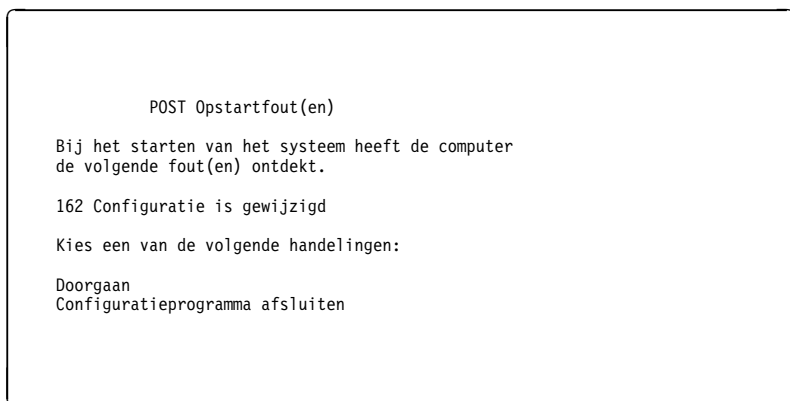 POST Opstartfout(en)
Bij het starten van het systeem heeft de computer
de volgende fout(en) ontdekt.
162 Configuratie is gewijzigd
Kies een van de volgende handelingen:
Doorgaan
Configuratieprogramma afsluiten